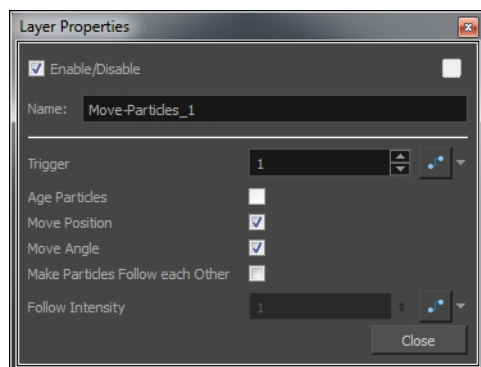 Layer Properties
Enable/Disable
Name: Move-Particles_1
Trigger 1
Age Particles
Move Position
Move Angle
Make Particles Follow each Other
Follow Intensity 1
Close